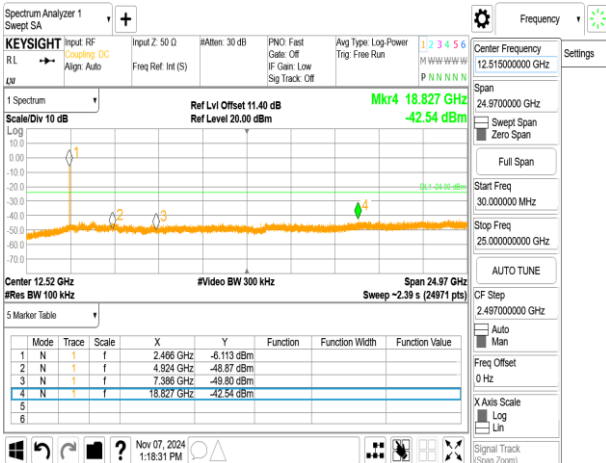 Spectrum Analyzer 1
Swept SA
+
Frequency
KEYSIGHT
RL
LXI
Input: RF
Coupling: DC
Align: Auto
Input Z: 50 Ω
Freq Ref: Int (S)
#Atten: 30 dB
PNO: Fast
Gate: Off
IF Gain: Low
Sig Track: Off
Avg Type: Log-Power
Trig: Free Run
1 2 3 4 5 6
M W W W W W
P N N N N N
Center Frequency
12.515000000 GHz
Settings
Span
24.9700000 GHz
Swept Span
Zero Span
Full Span
Start Freq
30.000000 MHz
Stop Freq
25.000000000 GHz
AUTO TUNE
CF Step
2.497000000 GHz
Auto
Man
Freq Offset
0 Hz
X Axis Scale
Log
Lin
Signal Track
(Span Zoom)
1 Spectrum
Scale/Div 10 dB
Ref Lvl Offset 11.40 dB
Ref Level 20.00 dBm
Mkr4 18.827 GHz
-42.54 dBm
Log
10.0
0.00
-10.0
-20.0
-30.0
-40.0
-50.0
-60.0
-70.0
1
2
3
4
DL1 -24.00 dBm
Center 12.52 GHz
#Video BW 300 kHz
Span 24.97 GHz
#Res BW 100 kHz
Sweep ~2.39 s (24971 pts)
5 Marker Table
Mode Trace Scale X Y Function Function Width Function Value
1 N 1 f 2.466 GHz -6.113 dBm
2 N 1 f 4.924 GHz -48.87 dBm
3 N 1 f 7.386 GHz -49.80 dBm
4 N 1 f 18.827 GHz -42.54 dBm
5
6
?
Nov 07, 2024
1:18:31 PM